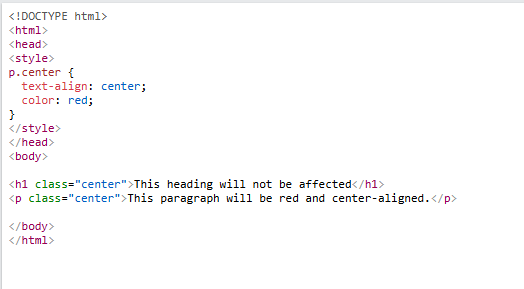 <!DOCTYPE html>
<html>
<head>
<style>
p.center {
  text-align: center;
  color: red;
}
</style>
</head>
<body>

<h1 class="center">This heading will not be affected</h1>
<p class="center">This paragraph will be red and center-aligned.</p>

</body>
</html>